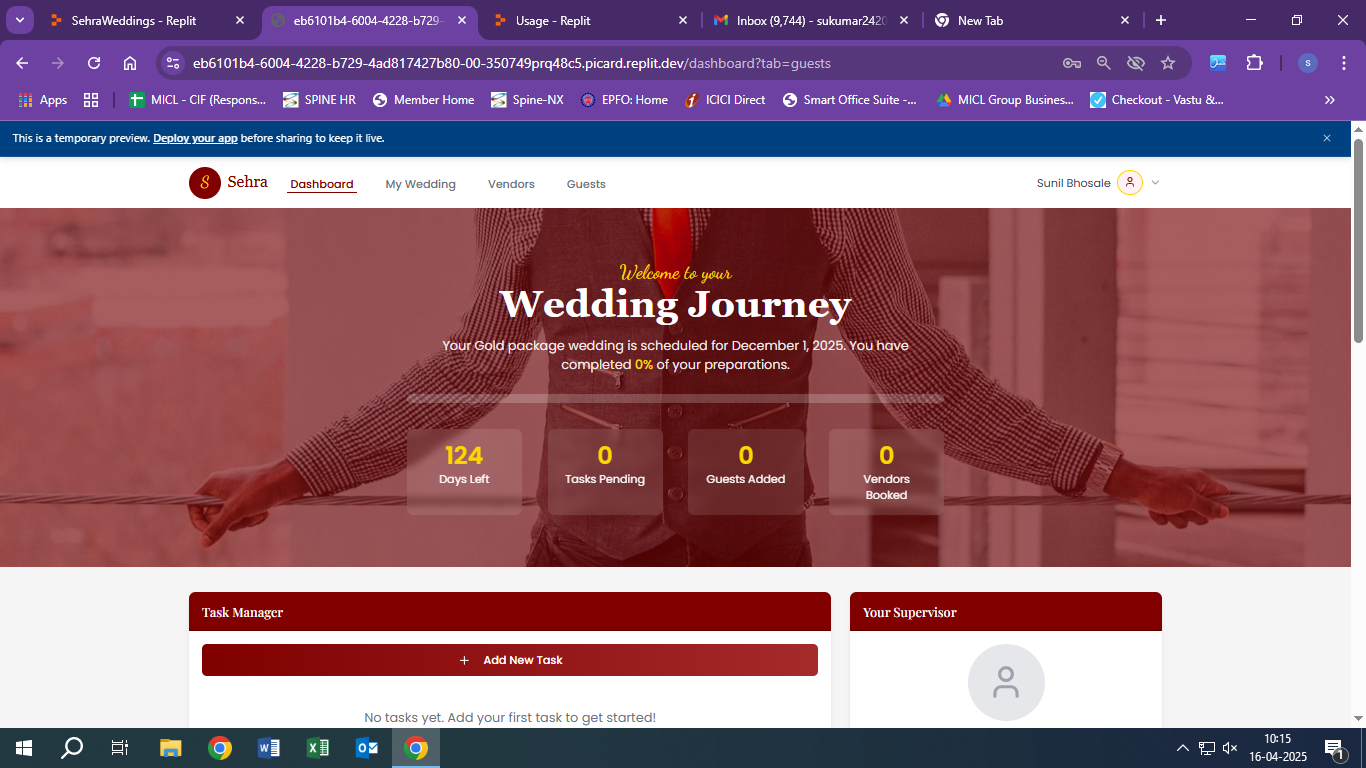 SehraWeddings - Replit
eb6101b4-6004-4228-b729-
Usage - Replit
Inbox (9,744) - sukumar2420
New Tab
eb6101b4-6004-4228-b729-4ad817427b80-00-350749prq48c5.picard.replit.dev/dashboard?tab=guests
S
Apps
MICL - CIF (Respons...
SPINE HR
Member Home
Spine-NX
EPFO: Home
ICICI Direct
Smart Office Suite -...
MICL Group Busines...
Checkout - Vastu &...
This is a temporary preview. Deploy your app before sharing to keep it live.
S Sehra
Dashboard
My Wedding
Vendors
Guests
Sunil Bhosale
Welcome to your
Wedding Journey
Your Gold package wedding is scheduled for December 1, 2025. You have
completed 0% of your preparations.
124
Days Left
0
Tasks Pending
0
Guests Added
0
Vendors
Booked
Task Manager
+ Add New Task
No tasks yet. Add your first task to get started!
Your Supervisor
10:15
16-04-2025
1